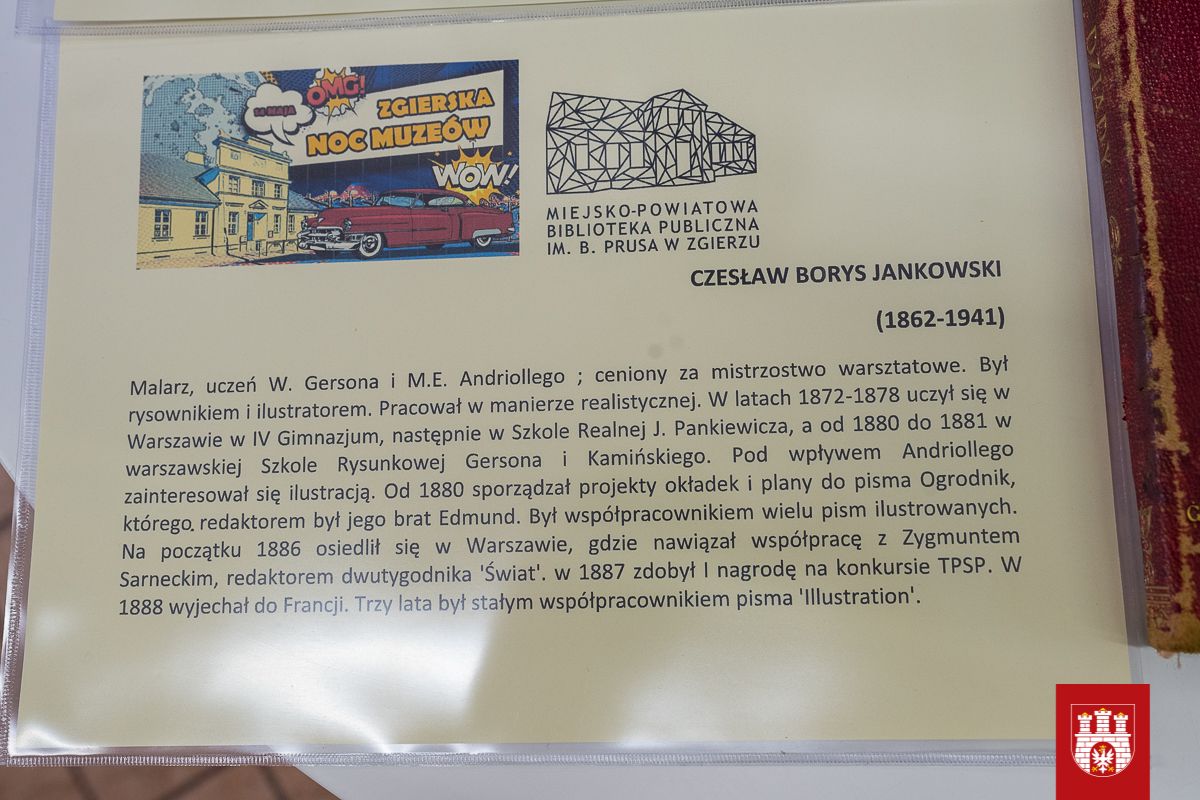 14 MAJA
OMG!
ZGIERSKA
NOC MUZEÓW
WOW!
MIEJSKO-POWIATOWA
BIBLIOTEKA PUBLICZNA
IM. B. PRUSA W ZGIERZU
CZESŁAW BORYS JANKOWSKI
(1862-1941)
Malarz, uczeń W. Gersona i M.E. Andriollego ; ceniony za mistrzostwo warsztatowe. Był
rysownikiem i ilustratorem. Pracował w manierze realistycznej. W latach 1872-1878 uczył się w
Warszawie w IV Gimnazjum, następnie w Szkole Realnej J. Pankiewicza, a od 1880 do 1881 w
warszawskiej Szkole Rysunkowej Gersona i Kamińskiego. Pod wpływem Andriollego
zainteresował się ilustracją. Od 1880 sporządzał projekty okładek i plany do pisma Ogrodnik,
którego redaktorem był jego brat Edmund. Był współpracownikiem wielu pism ilustrowanych.
Na początku 1886 osiedlił się w Warszawie, gdzie nawiązał współpracę z Zygmuntem
Sarneckim, redaktorem dwutygodnika 'Świat'. w 1887 zdobył I nagrodę na konkursie TPSP. W
1888 wyjechał do Francji. Trzy lata był stałym współpracownikiem pisma 'Illustration'.
DZIADY